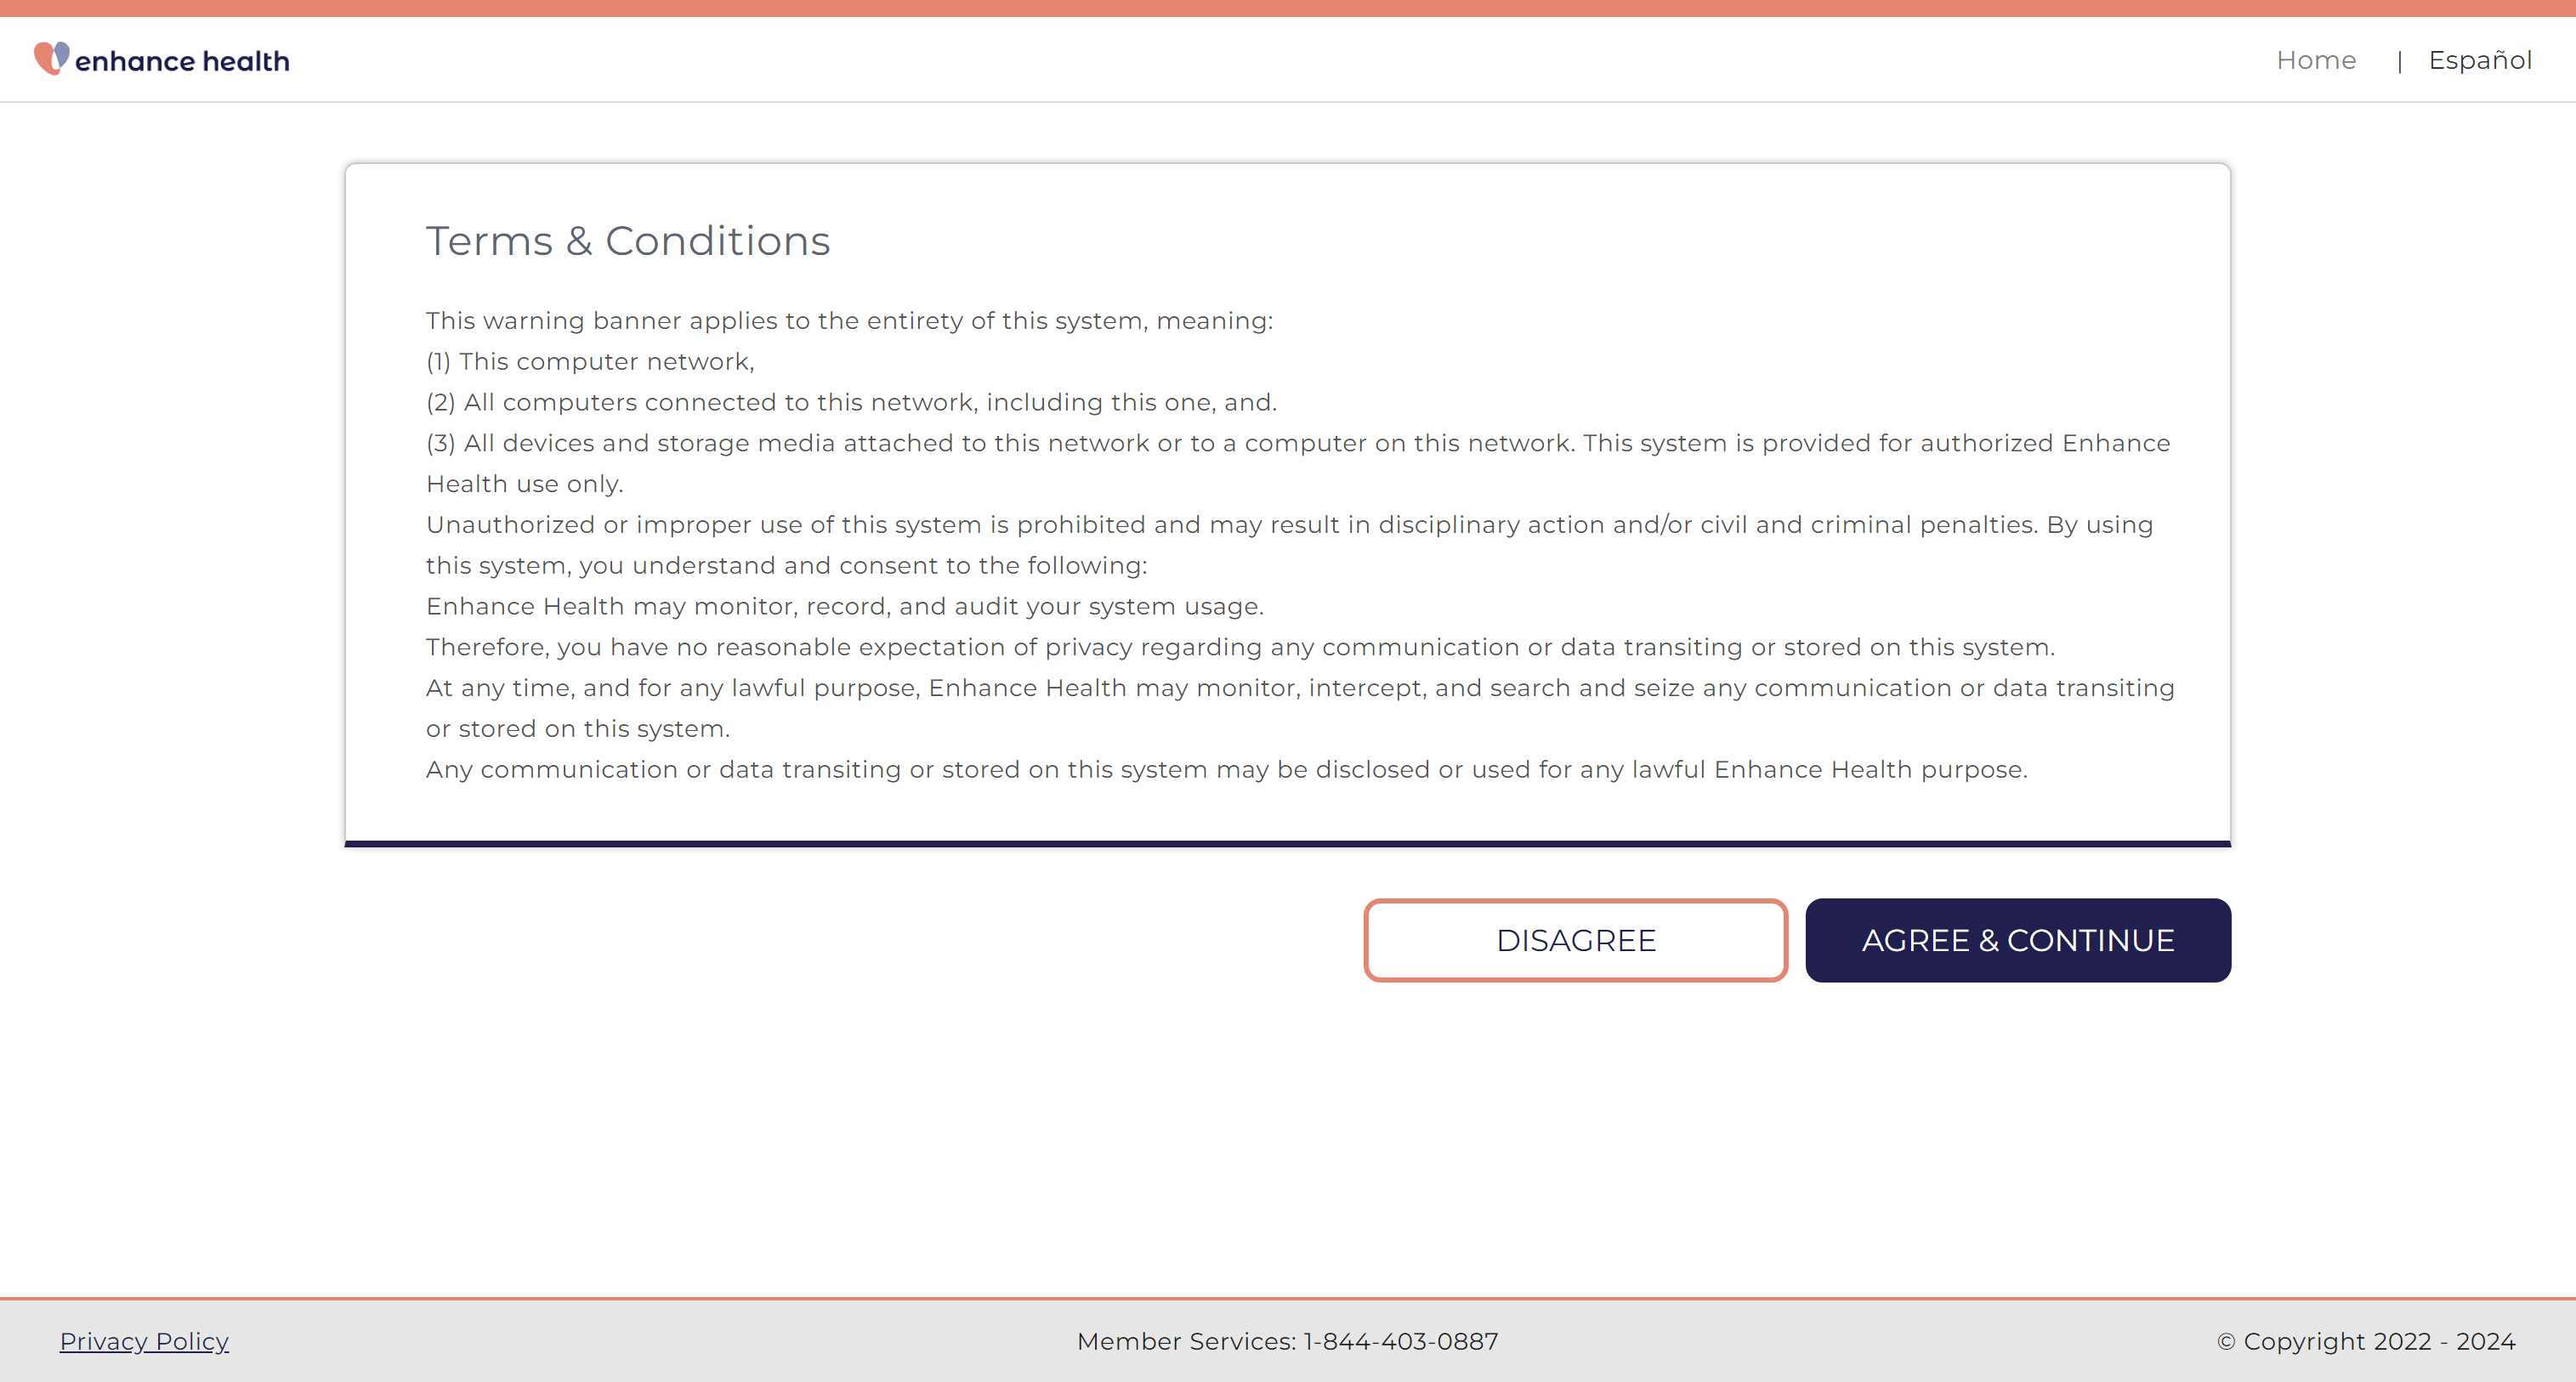 enhance health
Home | Español
Terms & Conditions
This warning banner applies to the entirety of this system, meaning:
(1) This computer network,
(2) All computers connected to this network, including this one, and.
(3) All devices and storage media attached to this network or to a computer on this network. This system is provided for authorized Enhance
Health use only.
Unauthorized or improper use of this system is prohibited and may result in disciplinary action and/or civil and criminal penalties. By using
this system, you understand and consent to the following:
Enhance Health may monitor, record, and audit your system usage.
Therefore, you have no reasonable expectation of privacy regarding any communication or data transiting or stored on this system.
At any time, and for any lawful purpose, Enhance Health may monitor, intercept, and search and seize any communication or data transiting
or stored on this system.
Any communication or data transiting or stored on this system may be disclosed or used for any lawful Enhance Health purpose.
DISAGREE
AGREE & CONTINUE
Privacy Policy
Member Services: 1-844-403-0887
© Copyright 2022 - 2024